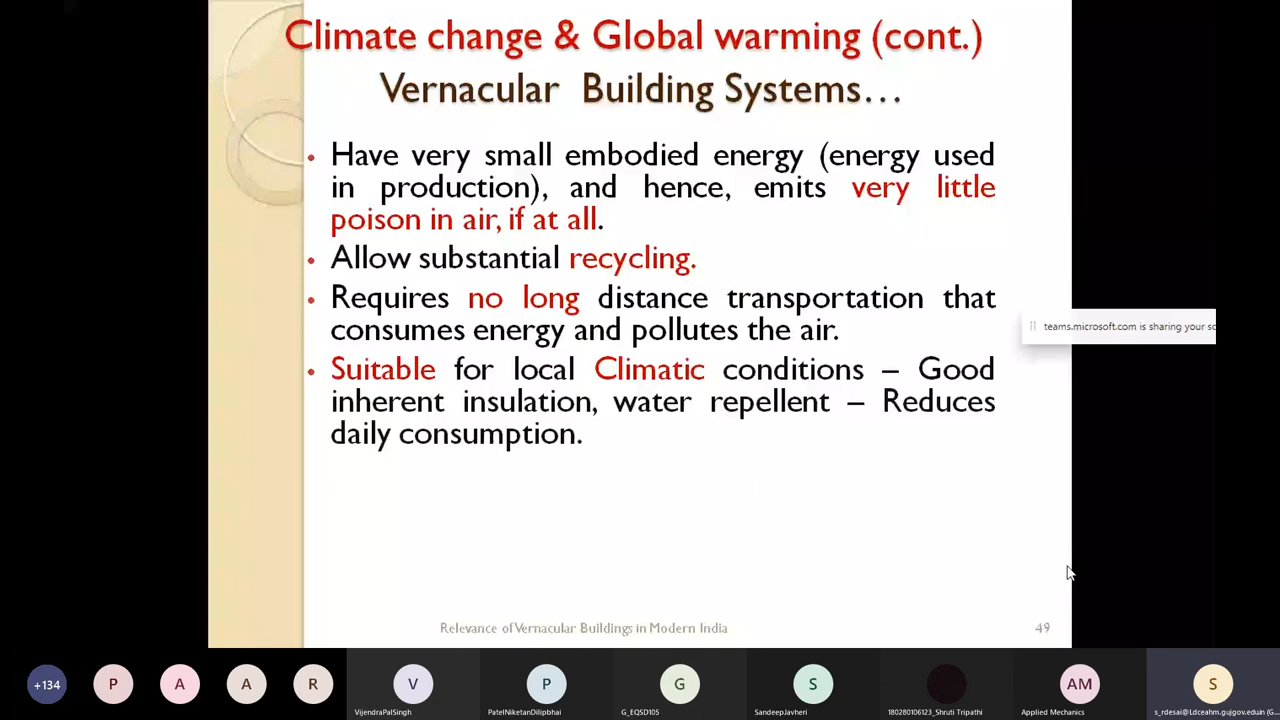 Climate change & Global warming (cont.)
Vernacular Building Systems…
• Have very small embodied energy (energy used
in production), and hence, emits very little
poison in air, if at all.
• Allow substantial recycling.
• Requires no long distance transportation that
consumes energy and pollutes the air.
• Suitable for local Climatic conditions – Good
inherent insulation, water repellent – Reduces
daily consumption.
teams.microsoft.com is sharing your sc
Relevance of Vernacular Buildings in Modern India
49
+134
P
A
A
R
V
P
G
S
AM
S
VijendraPalSingh
PatelNiketanDilipbhai
G_EQSD105
SandeepJavheri
180280106123_Shruti Tripathi
Applied Mechanics
s_rdesai@Ldceahm.gujgov.eduin (G...